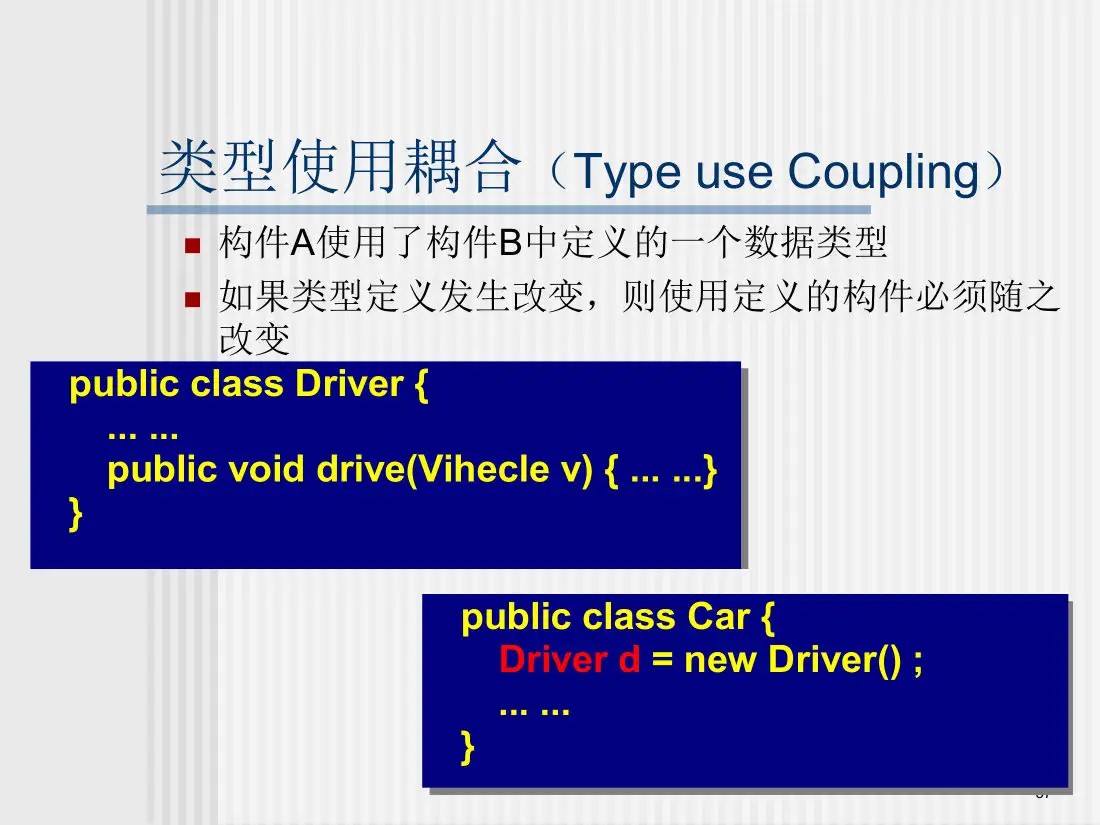 类型使用耦合（Type use Coupling）
构件A使用了构件B中定义的一个数据类型
如果类型定义发生改变，则使用定义的构件必须随之
改变
public class Driver {
... ...
public void drive(Vihecle v) { ... ...}
}
public class Car {
Driver d = new Driver() ;
... ...
}